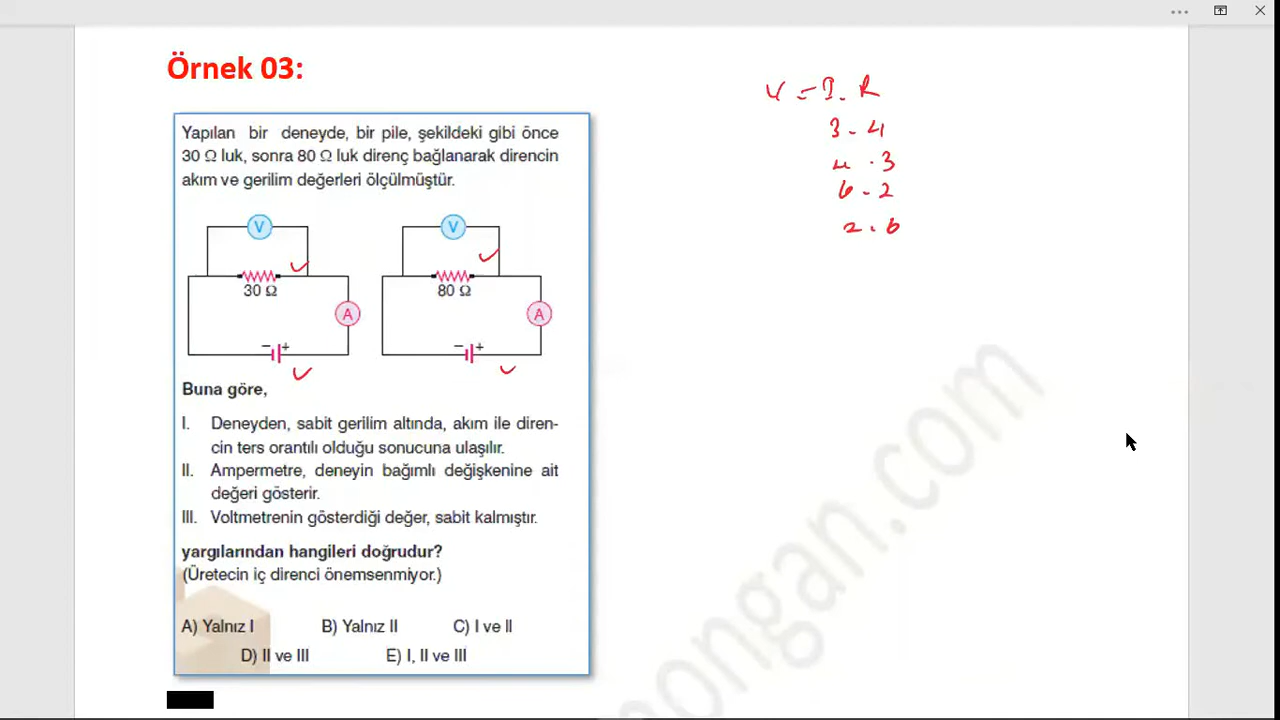 Örnek 03:
V = I . R
3 . 4
4 . 3
6 . 2
2 . 6
Yapılan bir deneyde, bir pile, şekildeki gibi önce
30 Ω luk, sonra 80 Ω luk direnç bağlanarak direncin
akım ve gerilim değerleri ölçülmüştür.
V V
30 Ω 80 Ω
A A
− + − +
Buna göre,
I. Deneyden, sabit gerilim altında, akım ile diren-
cin ters orantılı olduğu sonucuna ulaşılır.
II. Ampermetre, deneyin bağımlı değişkenine ait
değeri gösterir.
III. Voltmetrenin gösterdiği değer, sabit kalmıştır.
yargılarından hangileri doğrudur?
(Üretecin iç direnci önemsenmiyor.)
A) Yalnız I B) Yalnız II C) I ve II
D) II ve III E) I, II ve III
ongan.com